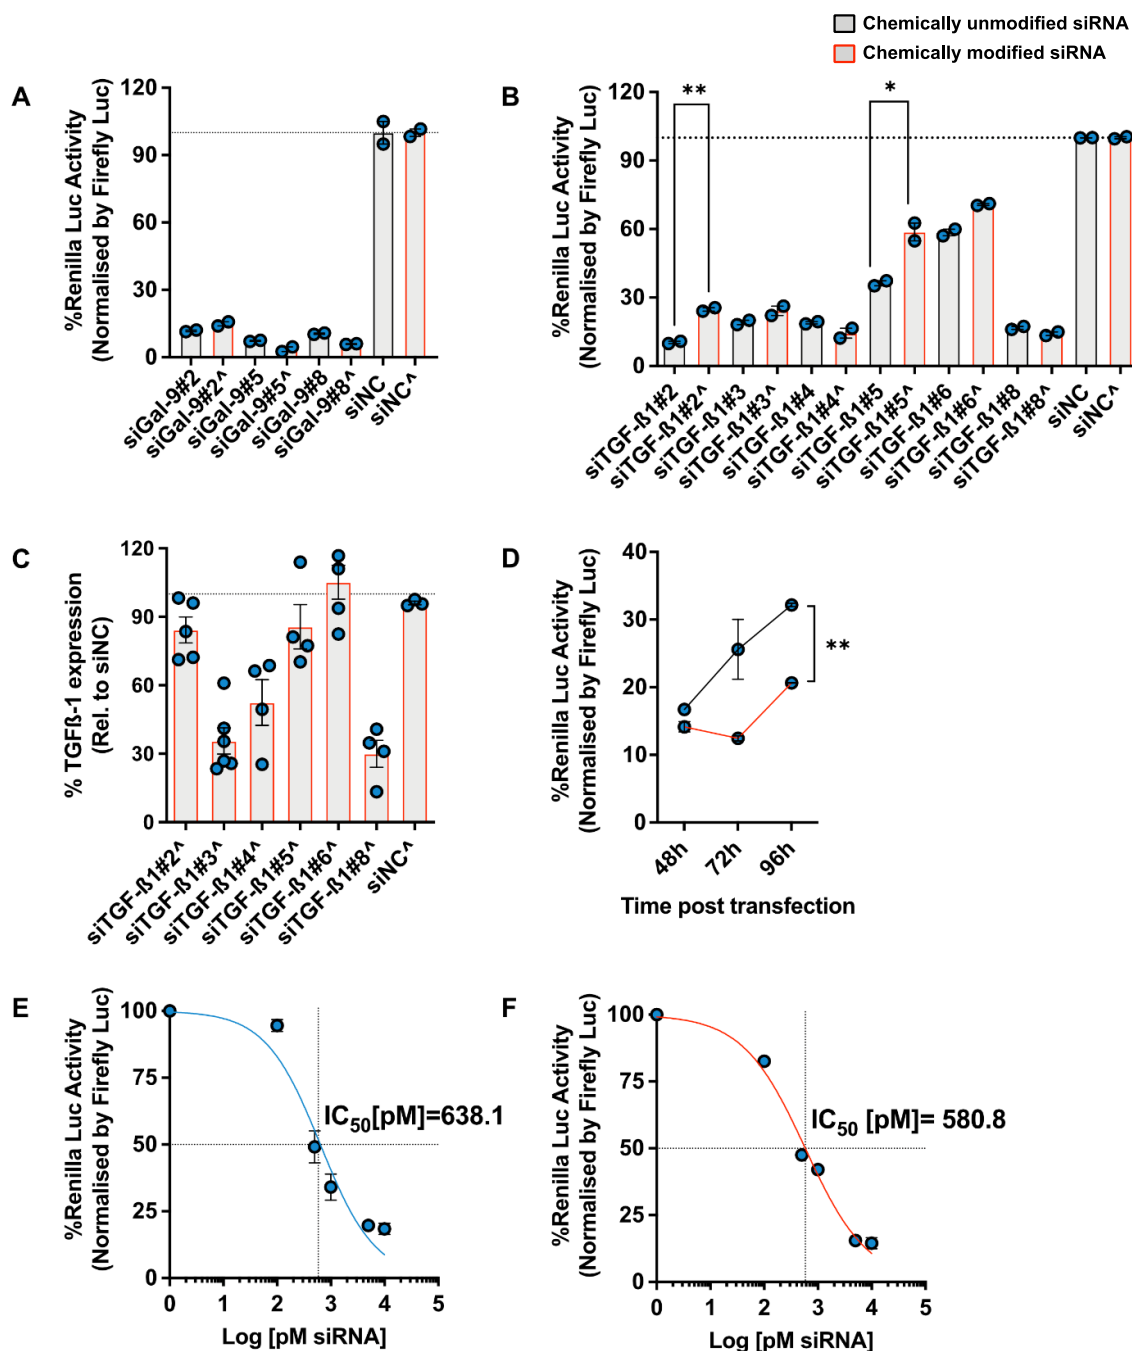 Chemically unmodified siRNA
Chemically modified siRNA
A
%Renilla Luc Activity
(Normalised by Firefly Luc)
120
90
60
30
0
siGal-9#2
siGal-9#2^
siGal-9#5
siGal-9#5^
siGal-9#8
siGal-9#8^
siNC
siNC^
B
%Renilla Luc Activity
(Normalised by Firefly Luc)
120
90
60
30
0
**
*
siTGF-ß1#2
siTGF-ß1#2^
siTGF-ß1#3
siTGF-ß1#3^
siTGF-ß1#4
siTGF-ß1#4^
siTGF-ß1#5
siTGF-ß1#5^
siTGF-ß1#6
siTGF-ß1#6^
siTGF-ß1#8
siTGF-ß1#8^
siNC
siNC^
C
% TGFß-1 expression
(Rel. to siNC)
120
90
60
30
0
siTGF-ß1#2^
siTGF-ß1#3^
siTGF-ß1#4^
siTGF-ß1#5^
siTGF-ß1#6^
siTGF-ß1#8^
siNC^
D
%Renilla Luc Activity
(Normalised by Firefly Luc)
40
30
20
10
0
**
48h
72h
96h
Time post transfection
E
%Renilla Luc Activity
(Normalised by Firefly Luc)
100
75
50
25
0
IC50[pM]=638.1
0 1 2 3 4 5
Log [pM siRNA]
F
%Renilla Luc Activity
(Normalised by Firefly Luc)
100
75
50
25
0
IC50 [pM]= 580.8
0 1 2 3 4 5
Log [pM siRNA]